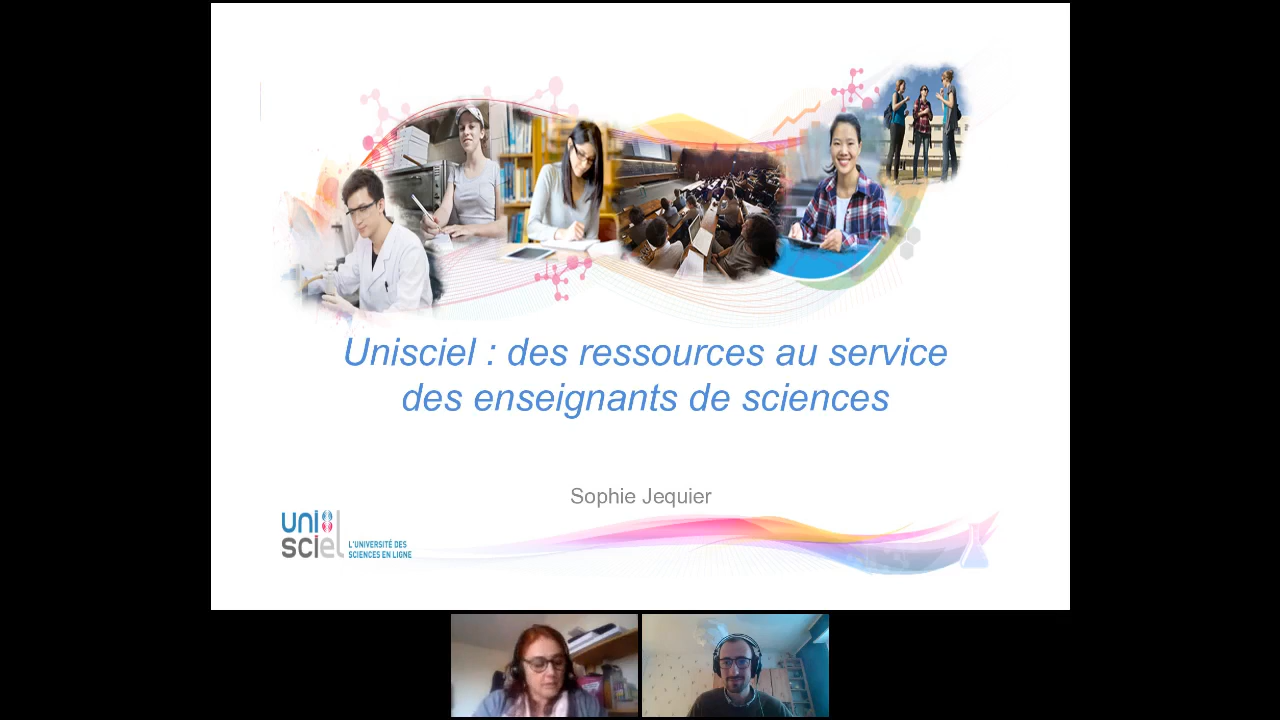 Unisciel : des ressources au service
des enseignants de sciences
Sophie Jequier
uni
sciel
L'UNIVERSITÉ DES
SCIENCES EN LIGNE